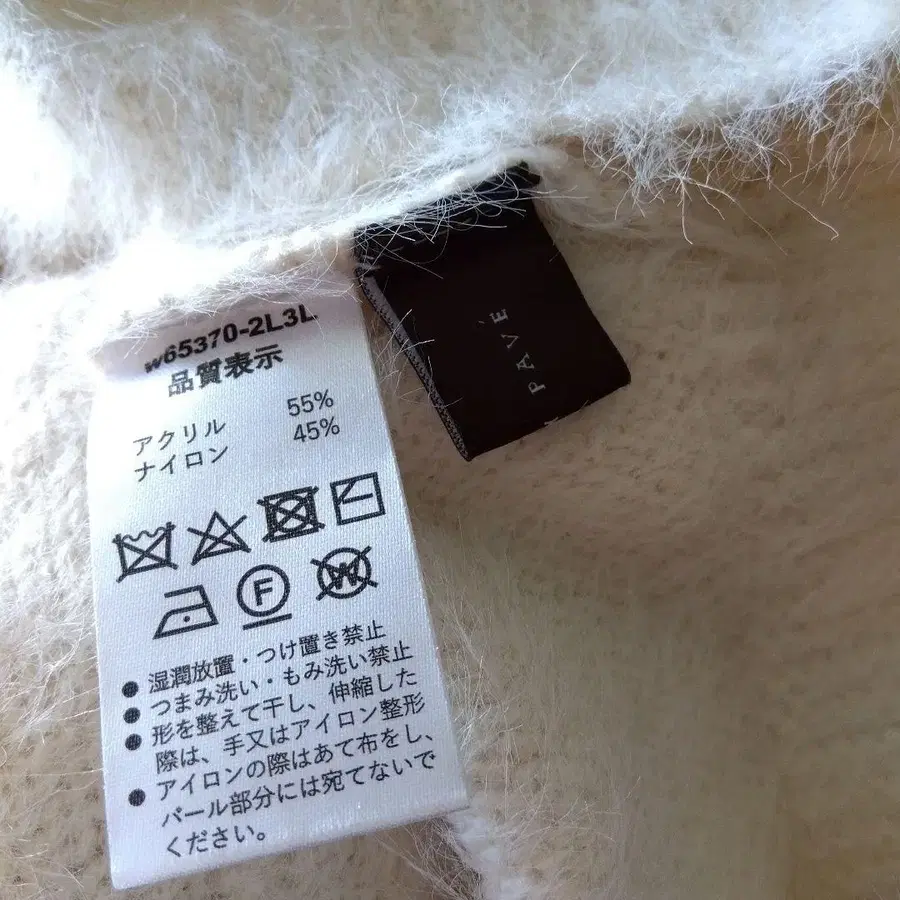 w65370-2L3L
品質表示
アクリル 55%
ナイロン 45%
F
W
● 湿潤放置・つけ置き禁止
● つまみ洗い・もみ洗い禁止
● 形を整えて干し、伸縮した
際は、手又はアイロン整形
● アイロンの際はあて布をし、
パール部分には宛てないで
ください。
PAVÉ